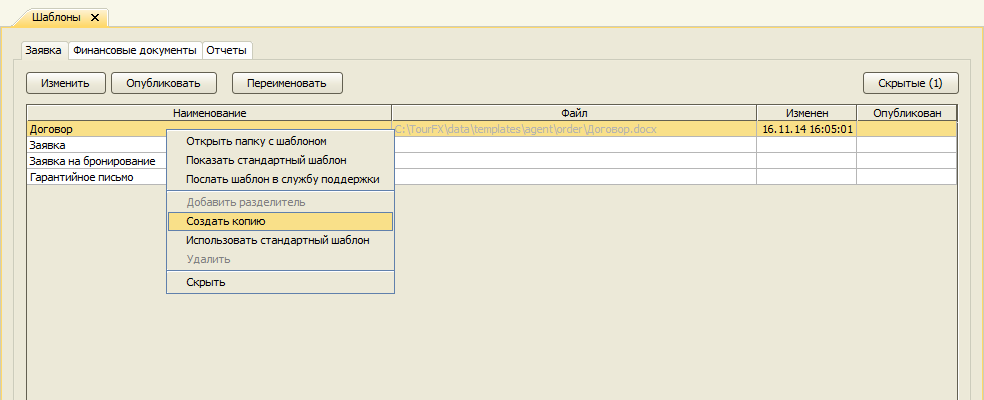 Шаблоны X
Заявка Финансовые документы Отчеты
Изменить Опубликовать Переименовать Скрытые (1)
Наименование Файл Изменен Опубликован
Договор C:\TourFX\data\templates\agent\order\Договор.docx 16.11.14 16:05:01
Заявка
Заявка на бронирование
Гарантийное письмо
Открыть папку с шаблоном
Показать стандартный шаблон
Послать шаблон в службу поддержки
Добавить разделитель
Создать копию
Использовать стандартный шаблон
Удалить
Скрыть